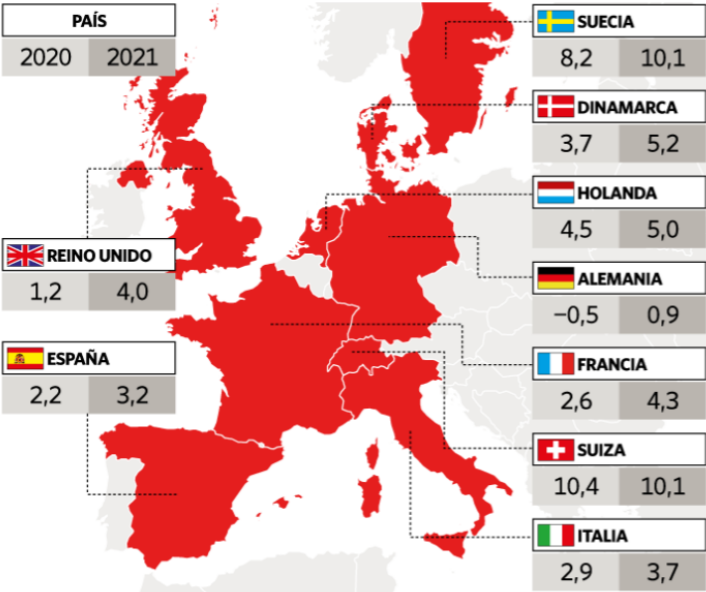 PAÍS
2020 2021
SUECIA
8,2 10,1
DINAMARCA
3,7 5,2
HOLANDA
4,5 5,0
REINO UNIDO
1,2 4,0
ALEMANIA
−0,5 0,9
ESPAÑA
2,2 3,2
FRANCIA
2,6 4,3
SUIZA
10,4 10,1
ITALIA
2,9 3,7